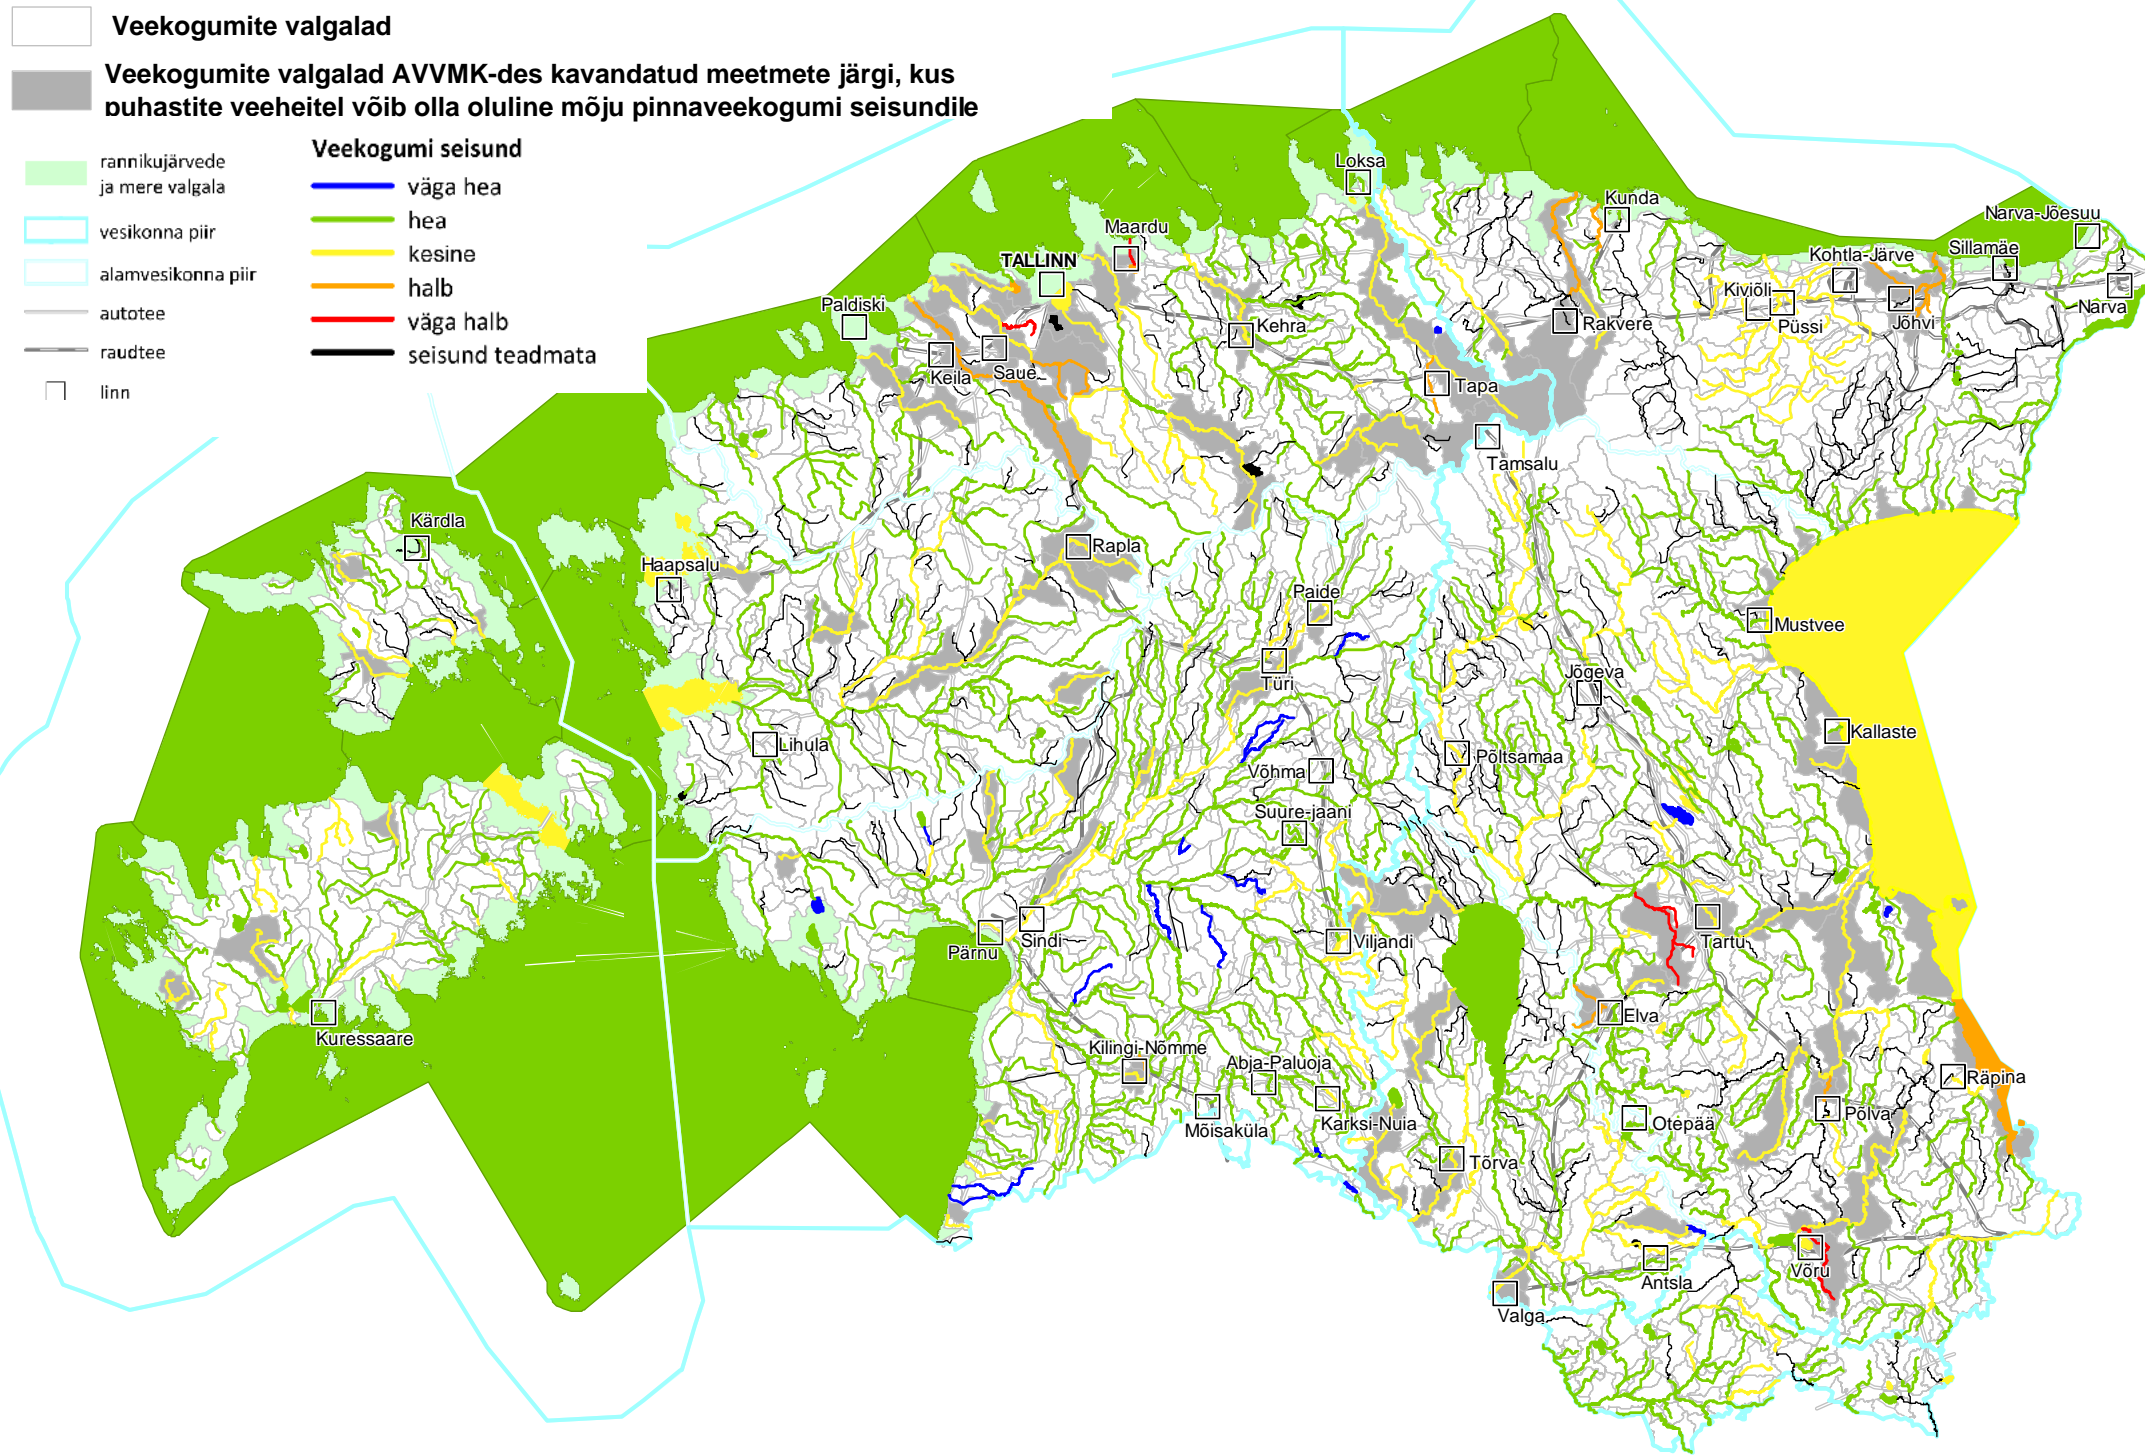 Veekogumite valgalad
Veekogumite valgalad AVVMK-des kavandatud meetmete järgi, kus
puhastite veeheitel võib olla oluline mõju pinnaveekogumi seisundile
rannikujärvede
ja mere valgala
vesikonna piir
alamvesikonna piir
autotee
raudtee
linn
Veekogumi seisund
väga hea
hea
kesine
halb
väga halb
seisund teadmata
Loksa
Kunda
Narva-Jõesuu
Maardu
TALLINN
Kohtla-Järve
Sillamäe
Paldiski
Kiviõli
Püssi
Jõhvi
Narva
Kehra
Rakvere
Keila
Saue
Tapa
Tamsalu
Kärdla
Rapla
Haapsalu
Paide
Mustvee
Türi
Jõgeva
Lihula
Kallaste
Võhma
Põltsamaa
Suure-jaani
Pärnu
Sindi
Viljandi
Tartu
Kuressaare
Elva
Kilingi-Nõmme
Abja-Paluoja
Räpina
Mõisaküla
Karksi-Nuia
Otepää
Põlva
Tõrva
Võru
Antsla
Valga